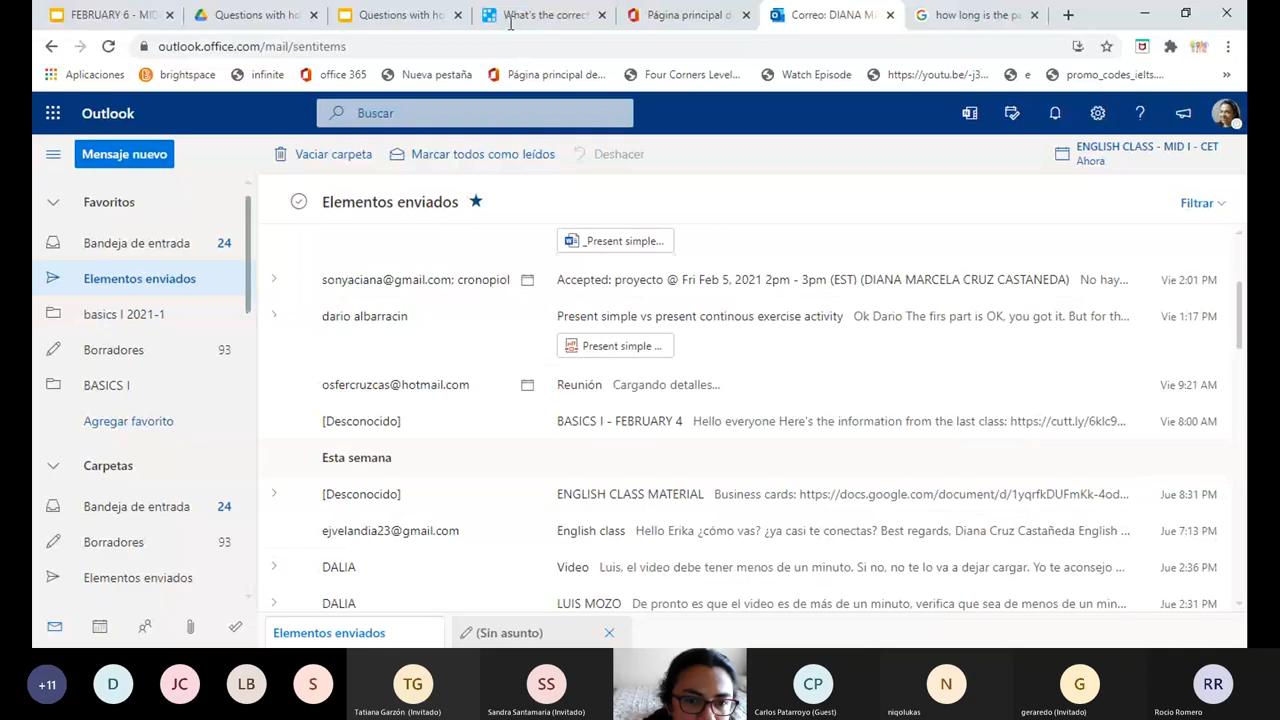 FEBRUARY 6 - MID
Questions with ho
Questions with ho
What's the correct
Página principal d
Correo: DIANA M
how long is the pa
outlook.office.com/mail/sentitems
Aplicaciones
brightspace
infinite
office 365
Nueva pestaña
Página principal de...
Four Corners Level...
Watch Episode
https://youtu.be/-j3...
e
promo_codes_ielts....
Outlook
Buscar
Mensaje nuevo
Vaciar carpeta
Marcar todos como leídos
Deshacer
ENGLISH CLASS - MID I - CET
Ahora
Favoritos
Elementos enviados
Filtrar
Bandeja de entrada 24
_Present simple...
Elementos enviados
sonyaciana@gmail.com; cronopiol Accepted: proyecto @ Fri Feb 5, 2021 2pm - 3pm (EST) (DIANA MARCELA CRUZ CASTANEDA) No hay... Vie 2:01 PM
basics I 2021-1
dario albarracin Present simple vs present continous exercise activity Ok Dario The firs part is OK, you got it. But for th... Vie 1:17 PM
Borradores 93
Present simple ...
BASICS I
osfercruzcas@hotmail.com Reunión Cargando detalles... Vie 9:21 AM
Agregar favorito
[Desconocido] BASICS I - FEBRUARY 4 Hello everyone Here's the information from the last class: https://cutt.ly/6klc9... Vie 8:00 AM
Carpetas
Esta semana
Bandeja de entrada 24
[Desconocido] ENGLISH CLASS MATERIAL Business cards: https://docs.google.com/document/d/1yqrfkDUFmKk-4od... Jue 8:31 PM
Borradores 93
ejvelandia23@gmail.com English class Hello Erika ¿cómo vas? ¿ya casi te conectas? Best regards, Diana Cruz Castañeda English ... Jue 7:13 PM
Elementos enviados
DALIA Video Luis, el video debe tener menos de un minuto. Si no, no te lo va a dejar cargar. Yo te aconsejo ... Jue 2:36 PM
DALIA LUIS MOZO De pronto es que el video es de más de un minuto, verifica que sea de menos de un min... Jue 2:31 PM
Elementos enviados
(Sin asunto)
+11
D
JC
LB
S
TG
SS
CP
N
G
RR
Tatiana Garzón (Invitado)
Sandra Santamaria (Invitado)
Carlos Patarroyo (Guest)
niqolukas
geraredo (Invitado)
Rocio Romero